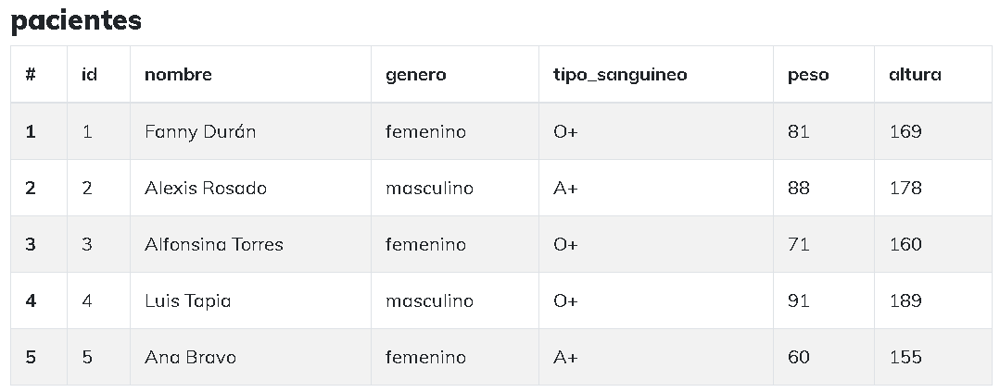 pacientes
# id nombre genero tipo_sanguineo peso altura
1 1 Fanny Durán femenino O+ 81 169
2 2 Alexis Rosado masculino A+ 88 178
3 3 Alfonsina Torres femenino O+ 71 160
4 4 Luis Tapia masculino O+ 91 189
5 5 Ana Bravo femenino A+ 60 155